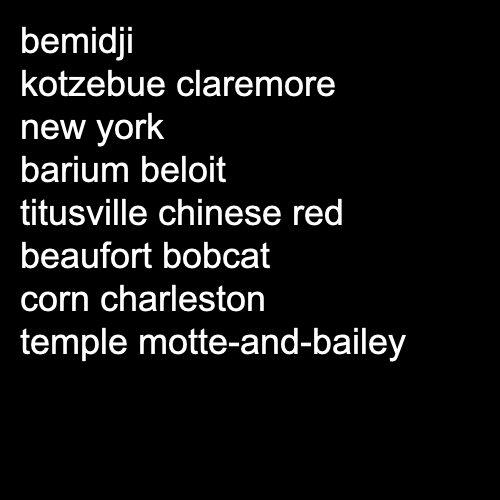 bemidji
kotzebue claremore
new york
barium beloit
titusville chinese red
beaufort bobcat
corn charleston
temple motte-and-bailey